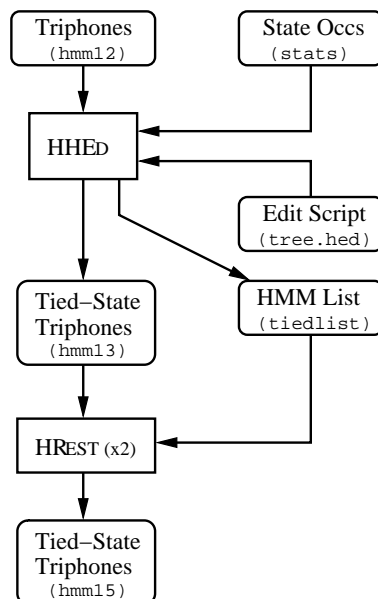 Triphones
(hmm12)
State Occs
(stats)
HHED
Edit Script
(tree.hed)
Tied–State
Triphones
(hmm13)
HMM List
(tiedlist)
HREST (x2)
Tied–State
Triphones
(hmm15)